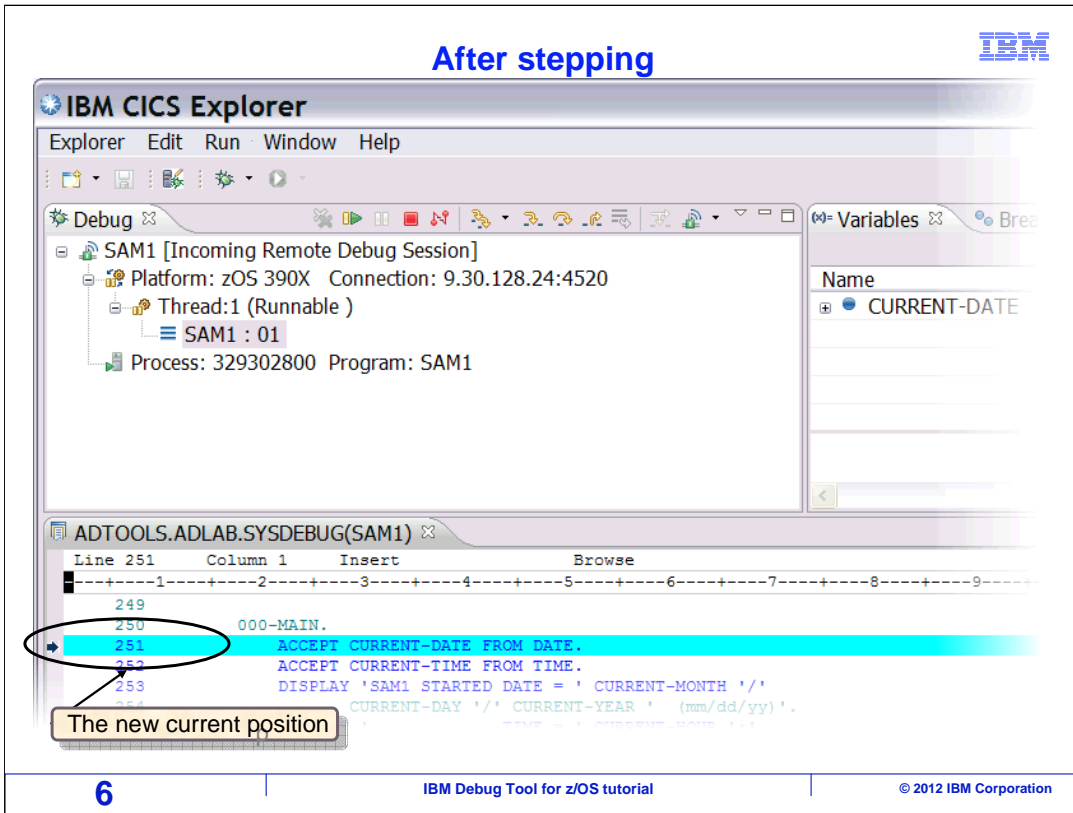 After stepping
IBM
IBM CICS Explorer
Explorer Edit Run Window Help
Debug
Variables
SAM1 [Incoming Remote Debug Session]
Platform: zOS 390X Connection: 9.30.128.24:4520
Name
Thread:1 (Runnable )
CURRENT-DATE
SAM1 : 01
Process: 329302800 Program: SAM1
ADTOOLS.ADLAB.SYSDEBUG(SAM1)
Line 251 Column 1 Insert Browse
----+----1----+----2----+----3----+----4----+----5----+----6----+----7----+----8----+----9----+
249
250 000-MAIN.
251 ACCEPT CURRENT-DATE FROM DATE.
252 ACCEPT CURRENT-TIME FROM TIME.
253 DISPLAY 'SAM1 STARTED DATE = ' CURRENT-MONTH '/'
254 CURRENT-DAY '/' CURRENT-YEAR ' (mm/dd/yy)'.
The new current position
TIME = ' CURRENT-HOUR ':'
6
IBM Debug Tool for z/OS tutorial
© 2012 IBM Corporation